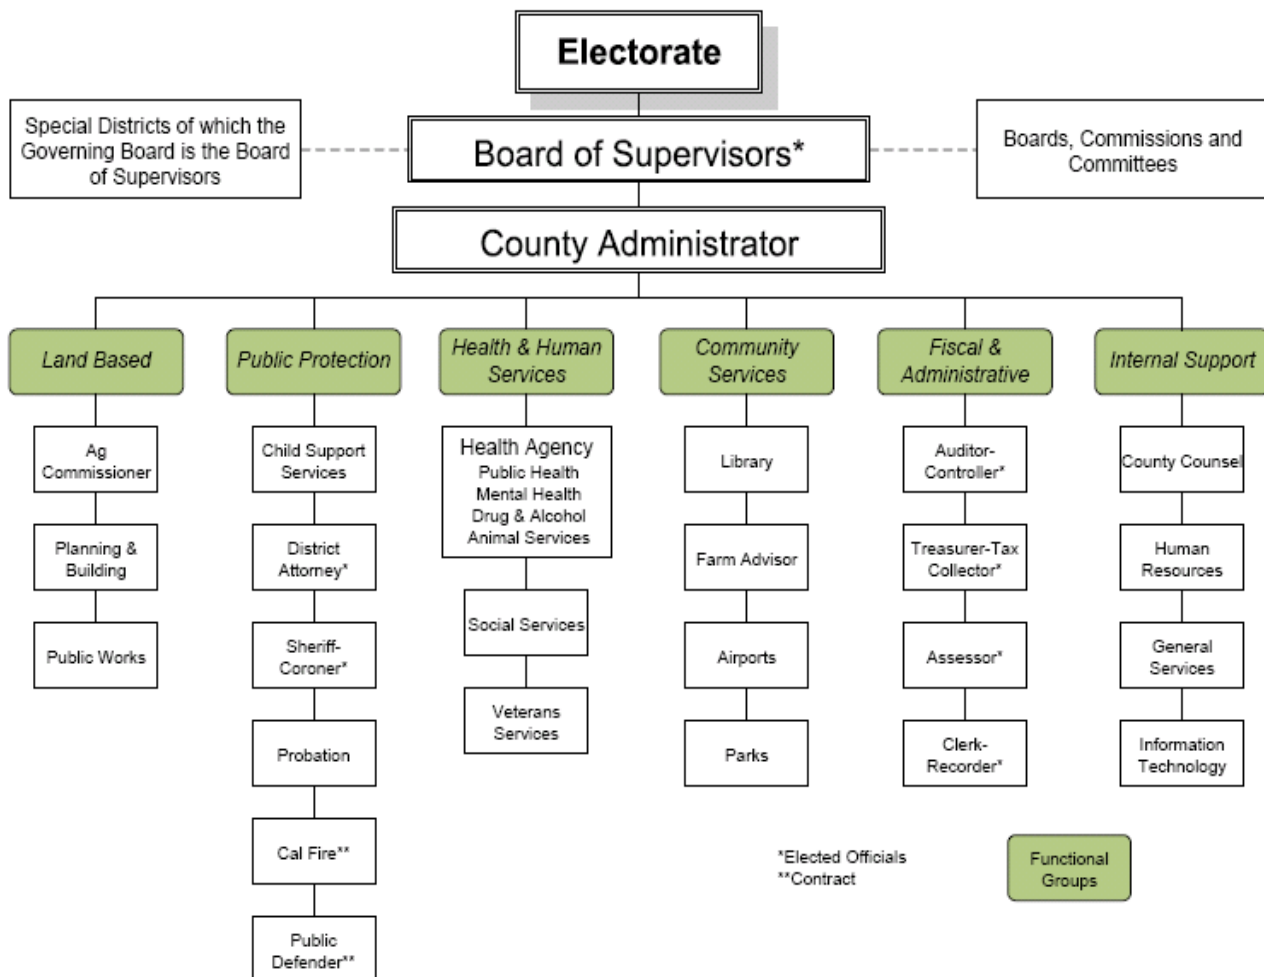 Electorate
Special Districts of which the
Governing Board is the Board
of Supervisors
Board of Supervisors*
Boards, Commissions and
Committees
County Administrator
Land Based
Public Protection
Health & Human
Services
Community
Services
Fiscal &
Administrative
Internal Support
Ag
Commissioner
Planning &
Building
Public Works
Child Support
Services
District
Attorney*
Sheriff-
Coroner*
Probation
Cal Fire**
Public
Defender**
Health Agency
Public Health
Mental Health
Drug & Alcohol
Animal Services
Social Services
Veterans
Services
Library
Farm Advisor
Airports
Parks
Auditor-
Controller*
Treasurer-Tax
Collector*
Assessor*
Clerk-
Recorder*
County Counsel
Human
Resources
General
Services
Information
Technology
*Elected Officials
**Contract
Functional
Groups